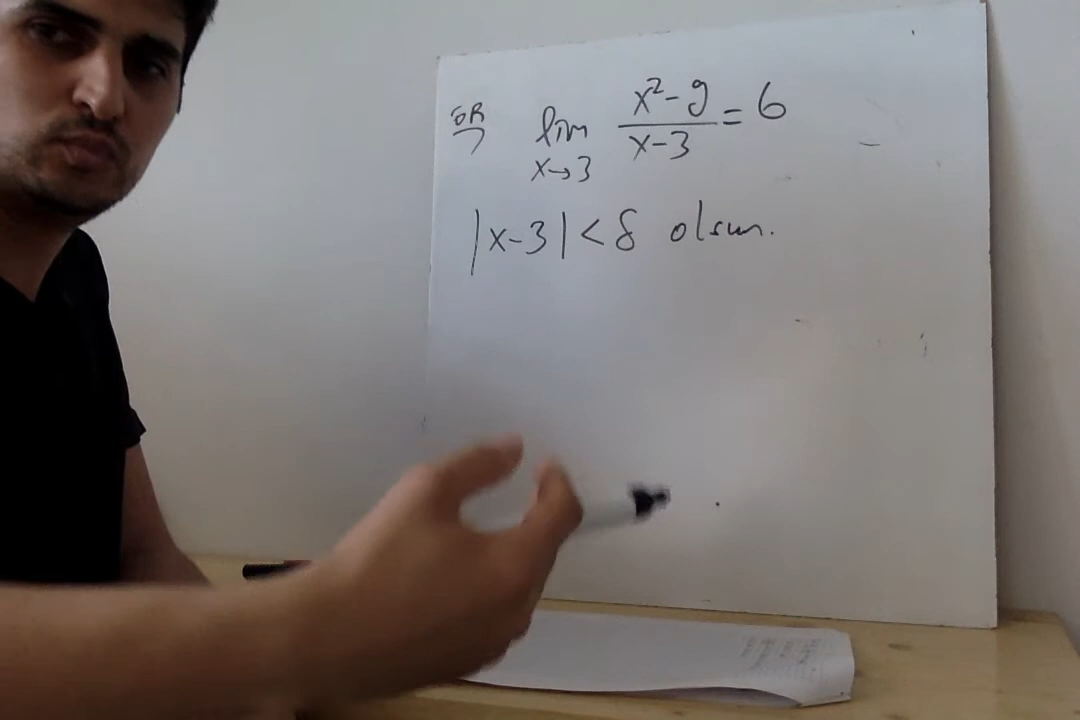 ÖR lim x→3 x²-9 / x-3 = 6
|x-3| < δ olsun.